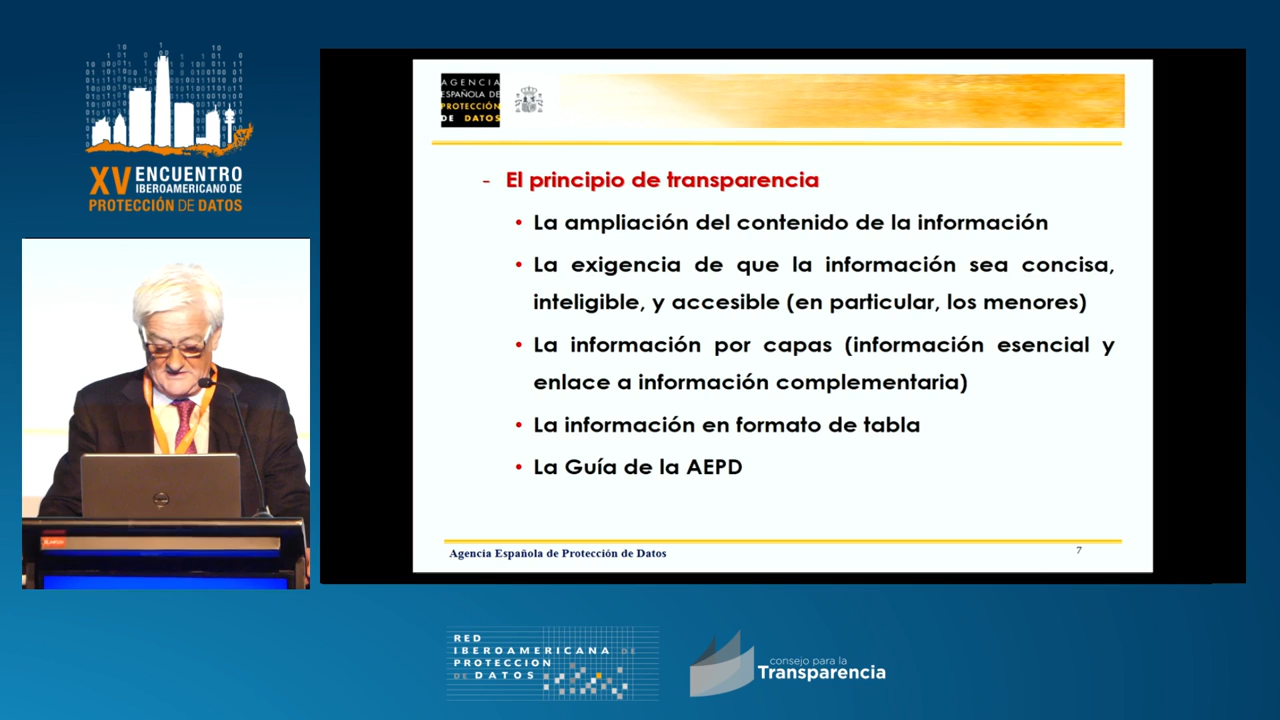 XV ENCUENTRO
IBEROAMERICANO DE
PROTECCIÓN DE DATOS
AGENCIA
ESPAÑOLA DE
PROTECCIÓN
DE DATOS
- El principio de transparencia
• La ampliación del contenido de la información
• La exigencia de que la información sea concisa,
inteligible, y accesible (en particular, los menores)
• La información por capas (información esencial y
enlace a información complementaria)
• La información en formato de tabla
• La Guía de la AEPD
Agencia Española de Protección de Datos
7
RED
IBEROAMERICANA DE
PROTECCION
DE DATOS
consejo para la
Transparencia